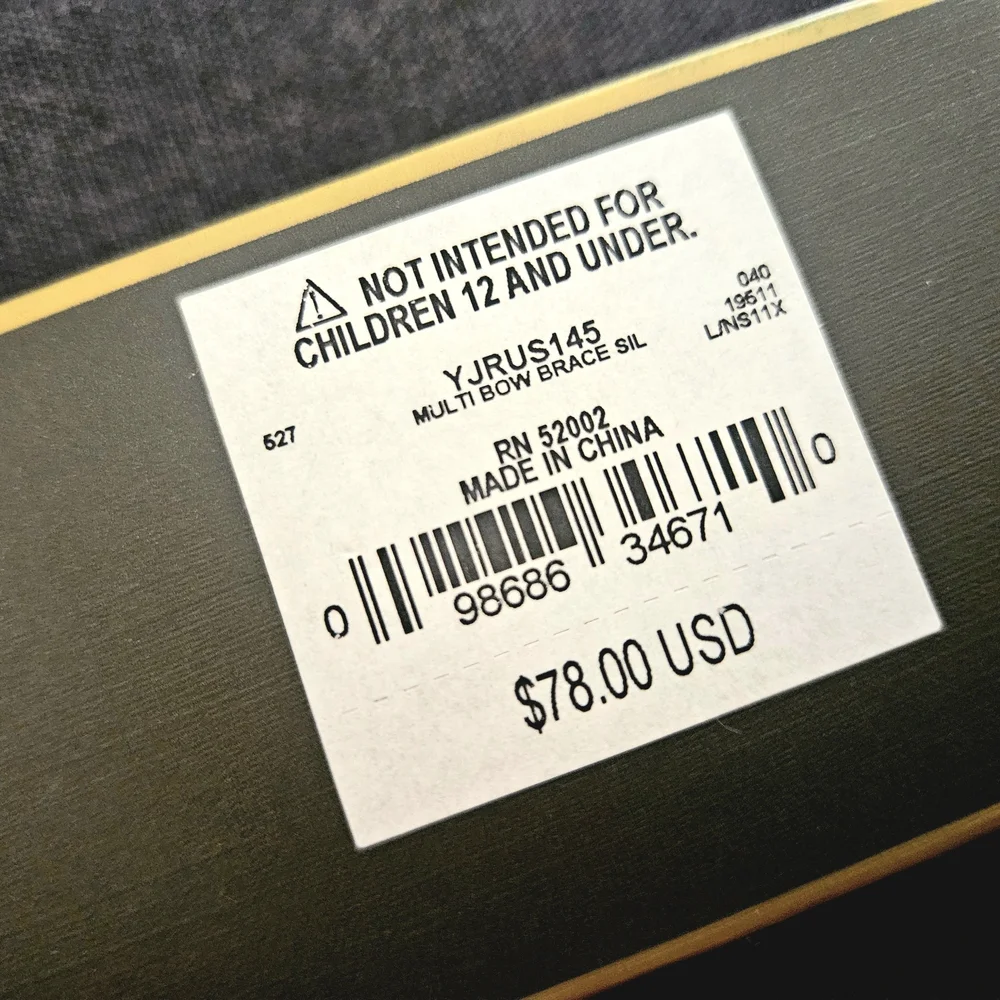 NOT INTENDED FOR
CHILDREN 12 AND UNDER.
040
19611
L/NS11X
YJRUS145
MULTI BOW BRACE SIL
527
RN 52002
MADE IN CHINA
0 98686 34671 0
$78.00 USD